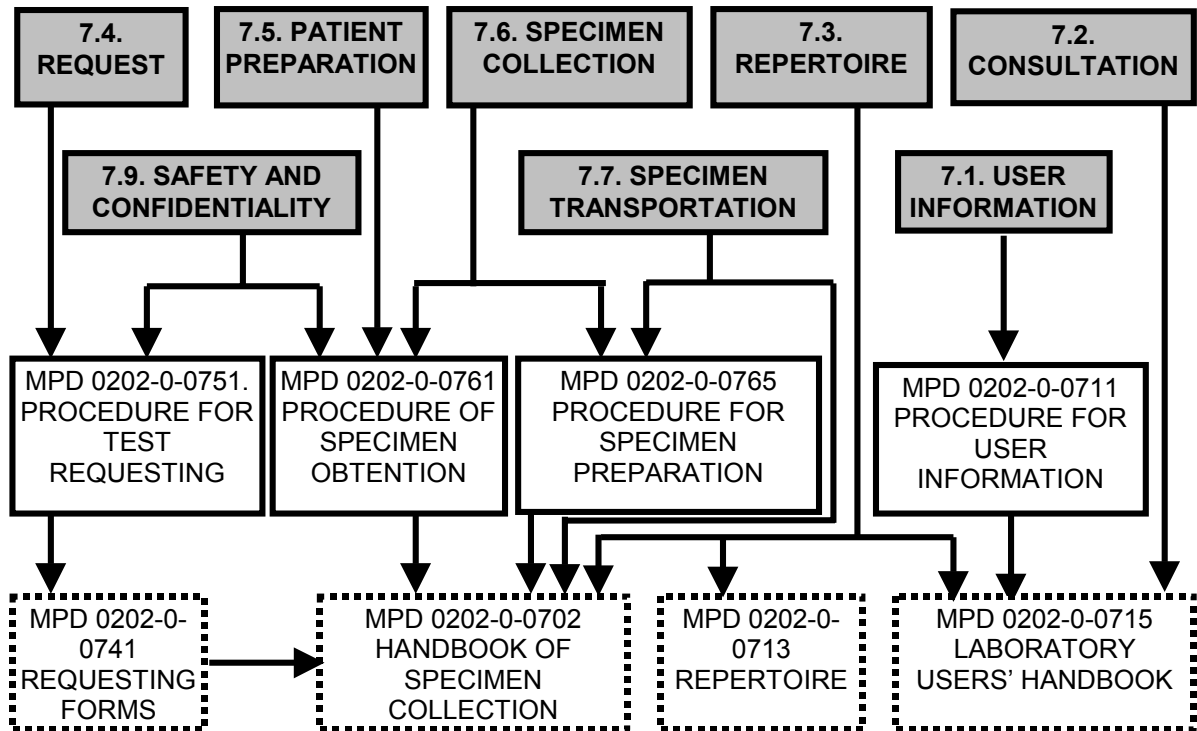 7.4.
REQUEST
7.5. PATIENT
PREPARATION
7.6. SPECIMEN
COLLECTION
7.3.
REPERTOIRE
7.2.
CONSULTATION
7.9. SAFETY AND
CONFIDENTIALITY
7.7. SPECIMEN
TRANSPORTATION
7.1. USER
INFORMATION
MPD 0202-0-0751.
PROCEDURE FOR
TEST
REQUESTING
MPD 0202-0-0761
PROCEDURE OF
SPECIMEN
OBTENTION
MPD 0202-0-0765
PROCEDURE FOR
SPECIMEN
PREPARATION
MPD 0202-0-0711
PROCEDURE FOR
USER
INFORMATION
MPD 0202-0-
0741
REQUESTING
FORMS
MPD 0202-0-0702
HANDBOOK OF
SPECIMEN
COLLECTION
MPD 0202-0-
0713
REPERTOIRE
MPD 0202-0-0715
LABORATORY
USERS’ HANDBOOK